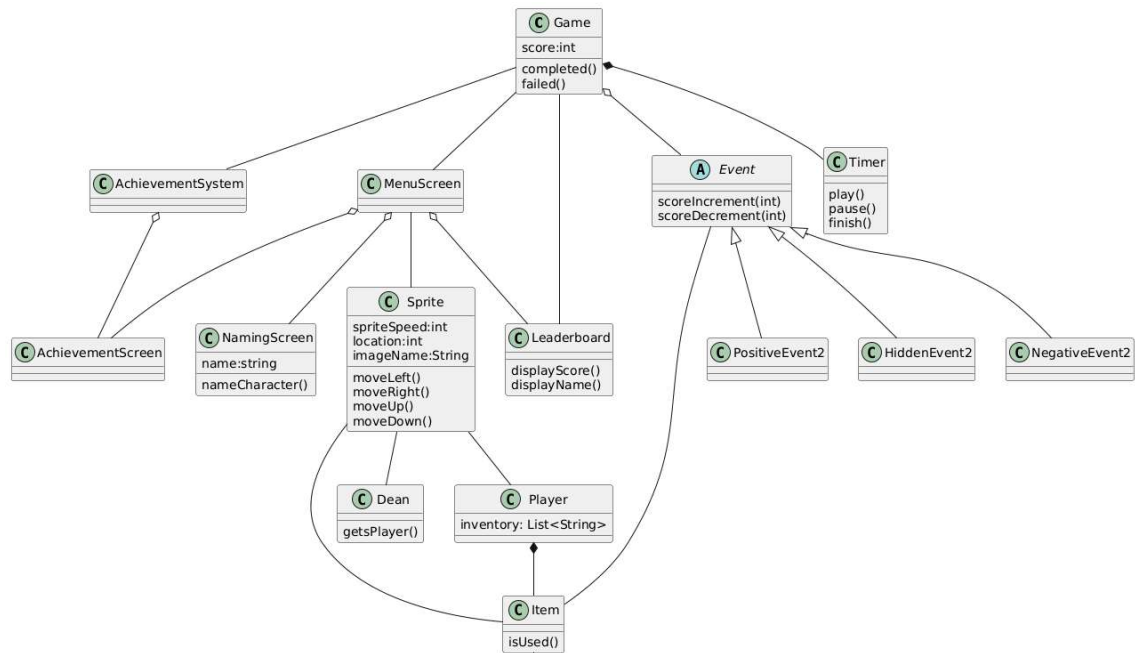 C Game
score:int
completed()
failed()
C AchievementSystem
C MenuScreen
A Event
scoreIncrement(int)
scoreDecrement(int)
C Timer
play()
pause()
finish()
C AchievementScreen
C NamingScreen
name:string
nameCharacter()
C Sprite
spriteSpeed:int
location:int
imageName:String
moveLeft()
moveRight()
moveUp()
moveDown()
C Leaderboard
displayScore()
displayName()
C PositiveEvent2
C HiddenEvent2
C NegativeEvent2
C Dean
getsPlayer()
C Player
inventory: List<String>
C Item
isUsed()